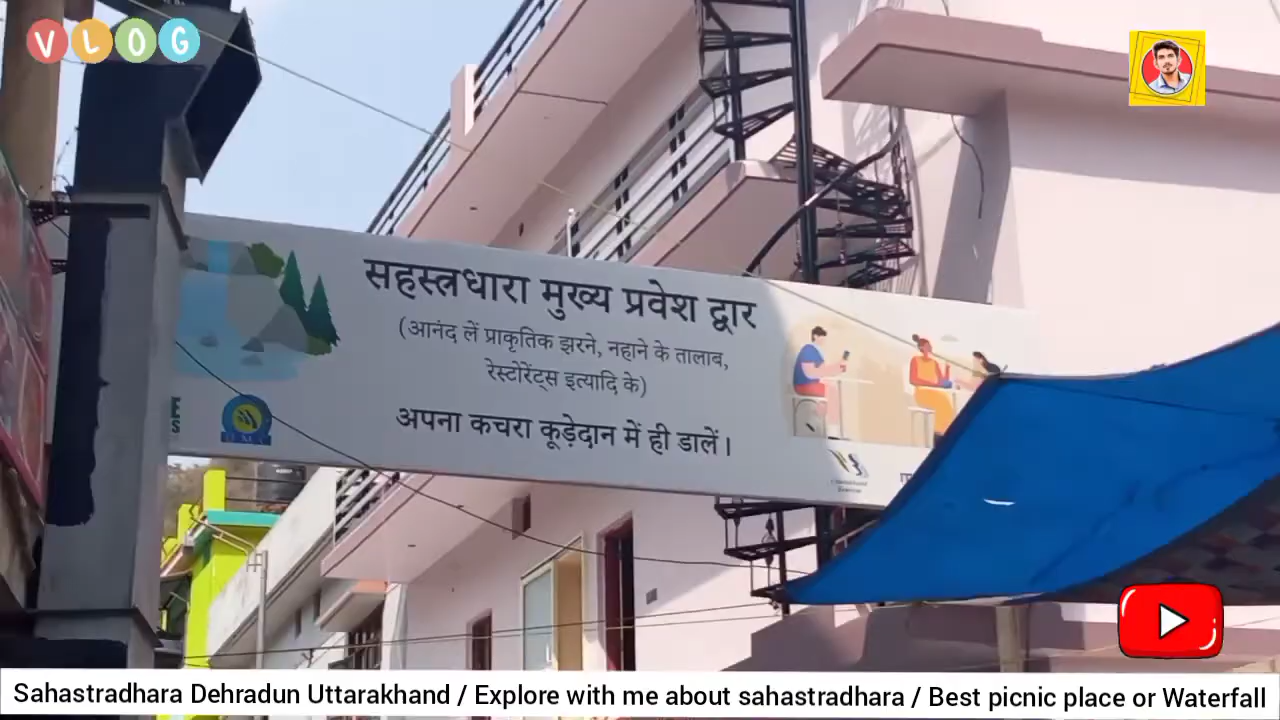 VLOG
सहस्त्रधारा मुख्य प्रवेश द्वार
(आनंद लें प्राकृतिक झरने, नहाने के तालाब,
रेस्टोरेंट्स इत्यादि के)
अपना कचरा कूड़ेदान में ही डालें।
Sahastradhara Dehradun Uttarakhand / Explore with me about sahastradhara / Best picnic place or Waterfall